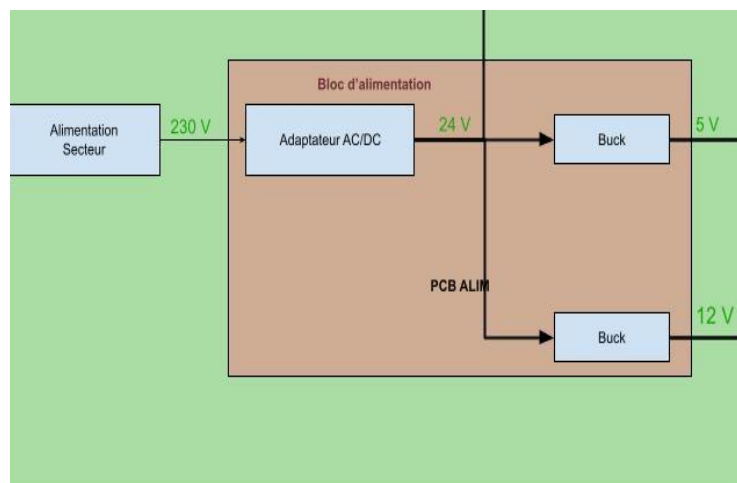 Bloc d'alimentation
Alimentation
Secteur
230 V
Adaptateur AC/DC
24 V
Buck
5 V
PCB ALIM
Buck
12 V